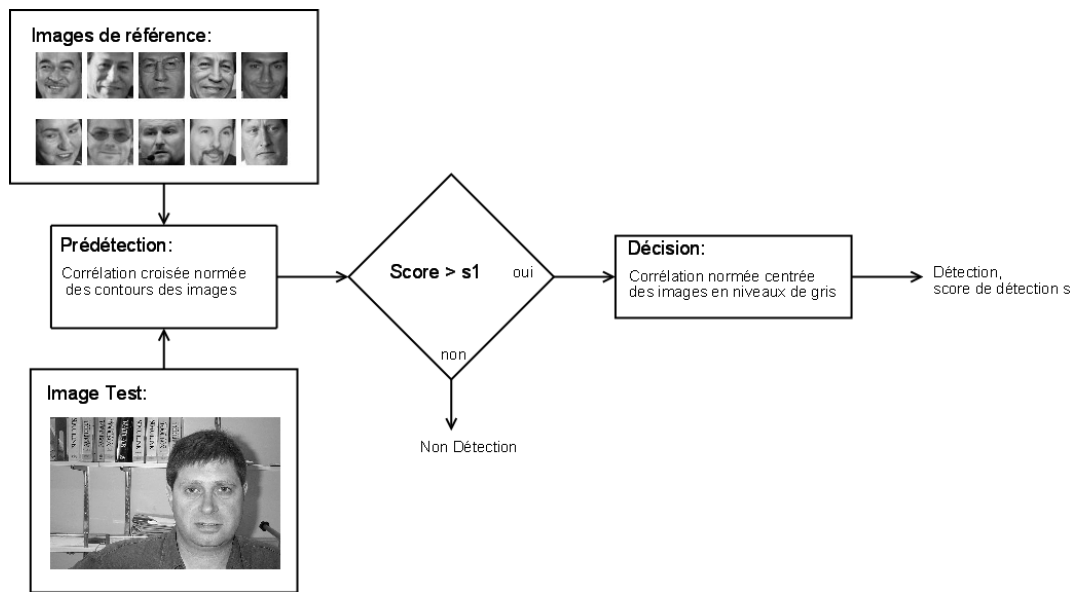 Images de référence:
Prédétection:
Corrélation croisée normée
des contours des images
Image Test:
Score > s1
oui
non
Non Détection
Décision:
Corrélation normée centrée
des images en niveaux de gris
Détection,
score de détection s